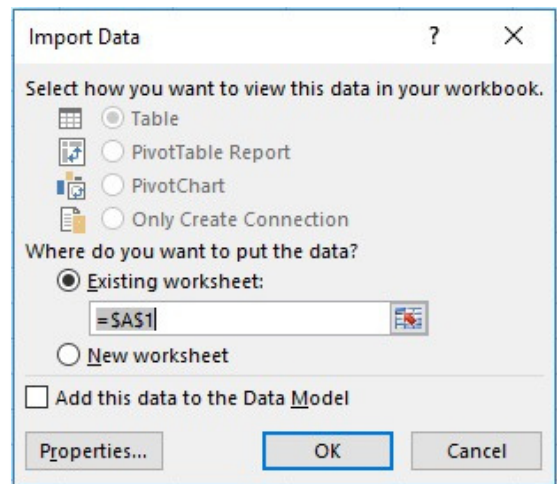 Import Data ? X
Select how you want to view this data in your workbook.
Table
PivotTable Report
PivotChart
Only Create Connection
Where do you want to put the data?
Existing worksheet:
=$A$1
New worksheet
Add this data to the Data Model
Properties... OK Cancel